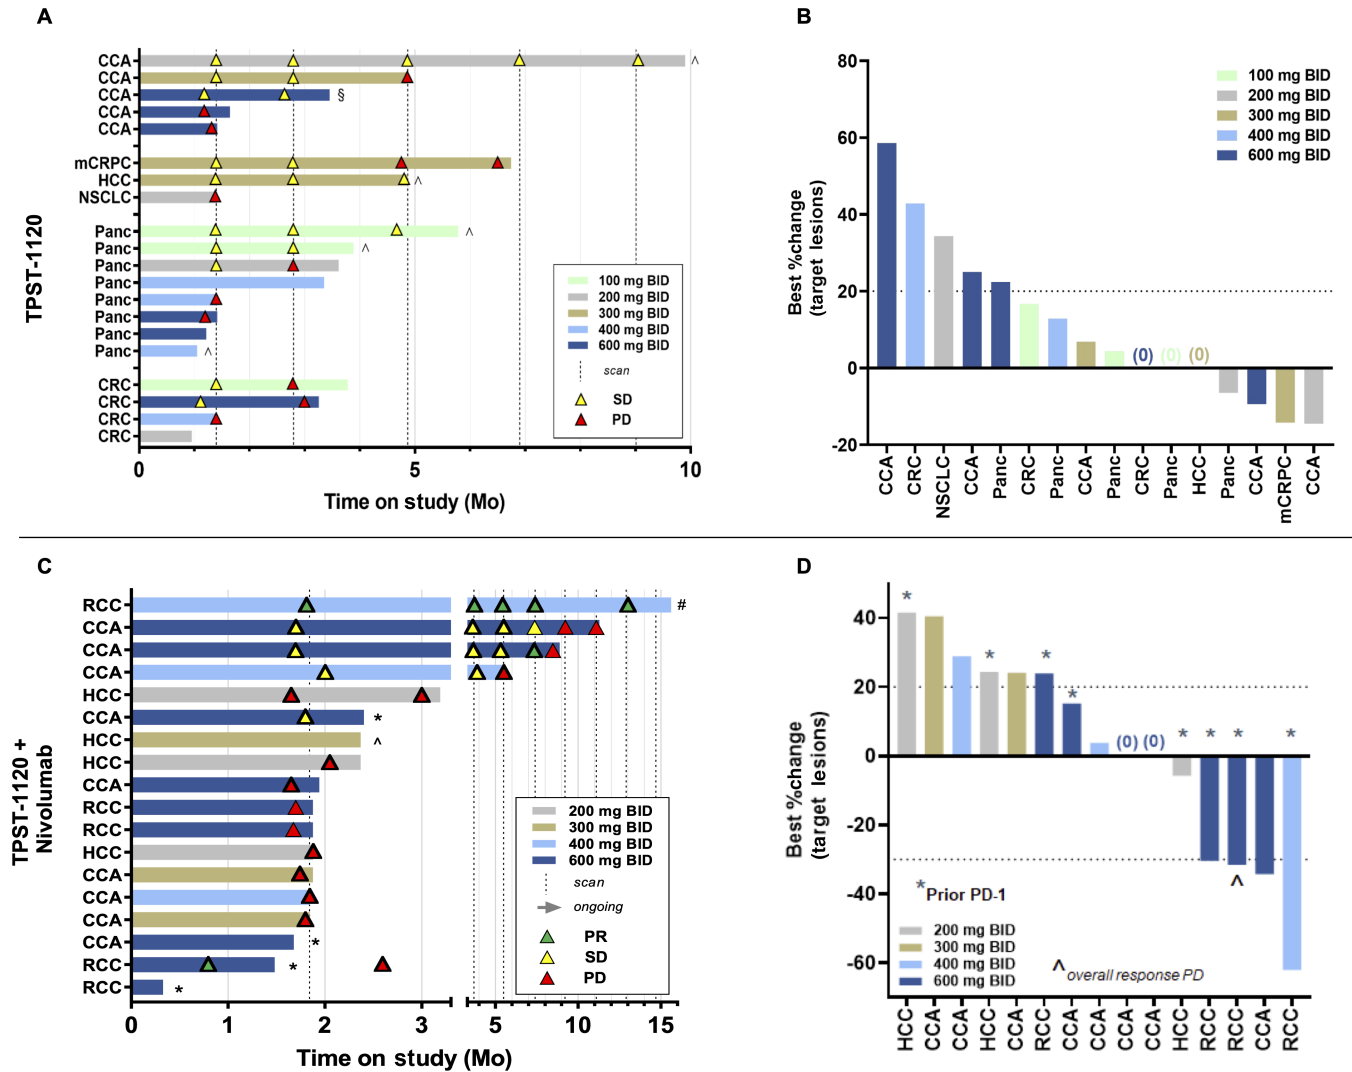 A
TPST-1120
CCA
CCA
CCA
CCA
CCA
mCRPC
HCC
NSCLC
Panc
Panc
Panc
Panc
Panc
Panc
Panc
Panc
CRC
CRC
CRC
CRC
^
§
^
^
^
^
100 mg BID
200 mg BID
300 mg BID
400 mg BID
600 mg BID
scan
SD
PD
0
5
10
Time on study (Mo)
B
Best %change
(target lesions)
80
60
40
20
0
-20
100 mg BID
200 mg BID
300 mg BID
400 mg BID
600 mg BID
(0) (0) (0)
CCA
CRC
NSCLC
CCA
Panc
CRC
Panc
CCA
Panc
CRC
Panc
HCC
Panc
CCA
mCRPC
CCA
C
TPST-1120 +
Nivolumab
RCC
CCA
CCA
CCA
HCC
CCA
HCC
HCC
CCA
RCC
RCC
HCC
CCA
CCA
CCA
CCA
RCC
RCC
#
*
^
*
*
*
200 mg BID
300 mg BID
400 mg BID
600 mg BID
scan
ongoing
PR
SD
PD
0 1 2 3 5 10 15
Time on study (Mo)
D
Best %change
(target lesions)
40
20
0
-20
-40
-60
* * * * * * * *
(0) (0)
^
*Prior PD-1
200 mg BID
300 mg BID
400 mg BID
600 mg BID
^overall response PD
HCC
CCA
CCA
HCC
CCA
RCC
CCA
CCA
CCA
CCA
HCC
RCC
RCC
CCA
RCC